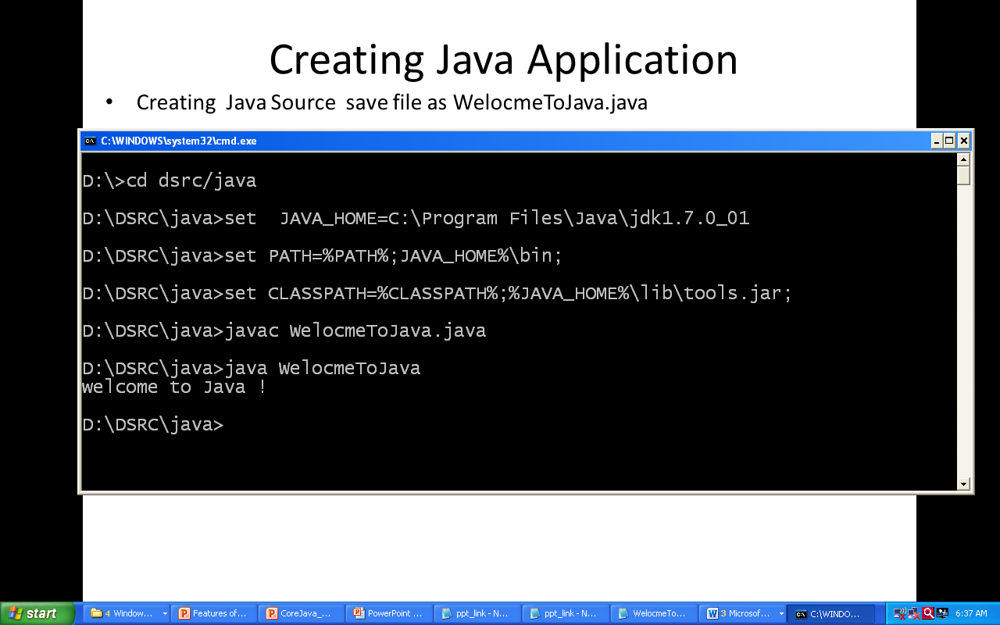 Creating Java Application
• Creating Java Source save file as WelocmeToJava.java
C:\WINDOWS\system32\cmd.exe
D:\>cd dsrc/java
D:\DSRC\java>set  JAVA_HOME=C:\Program Files\Java\jdk1.7.0_01
D:\DSRC\java>set PATH=%PATH%;JAVA_HOME%\bin;
D:\DSRC\java>set CLASSPATH=%CLASSPATH%;%JAVA_HOME%\lib\tools.jar;
D:\DSRC\java>javac WelocmeToJava.java
D:\DSRC\java>java WelocmeToJava
welcome to Java !
D:\DSRC\java>
start 4 Window... Features of... CoreJava_... PowerPoint ... ppt_link - N... ppt_link - N... WelocmeTo... 3 Microsof... C:\WINDO... 6:37 AM